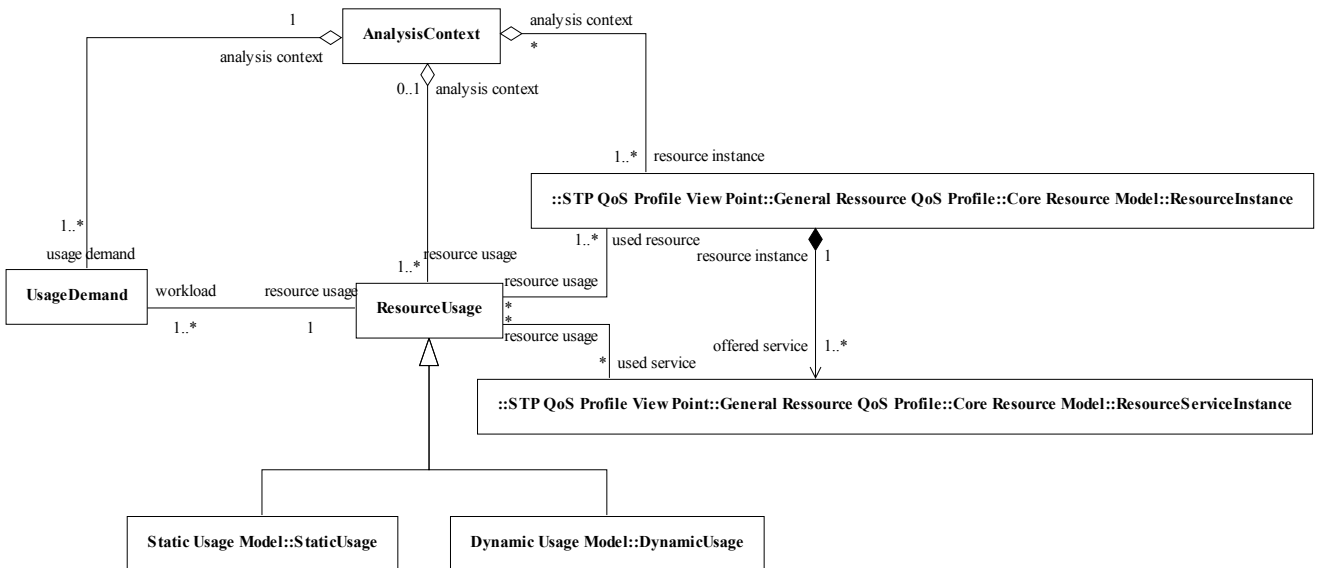 1
AnalysisContext
analysis context
*
analysis context
0..1
analysis context
1..*
resource instance
::STP QoS Profile View Point::General Ressource QoS Profile::Core Resource Model::ResourceInstance
1..*
usage demand
1..*
used resource
resource instance
1
resource usage
1..*
UsageDemand
workload
resource usage
1..*
1
ResourceUsage
resource usage
*
*
resource usage
offered service
1..*
*
used service
::STP QoS Profile View Point::General Ressource QoS Profile::Core Resource Model::ResourceServiceInstance
Static Usage Model::StaticUsage
Dynamic Usage Model::DynamicUsage